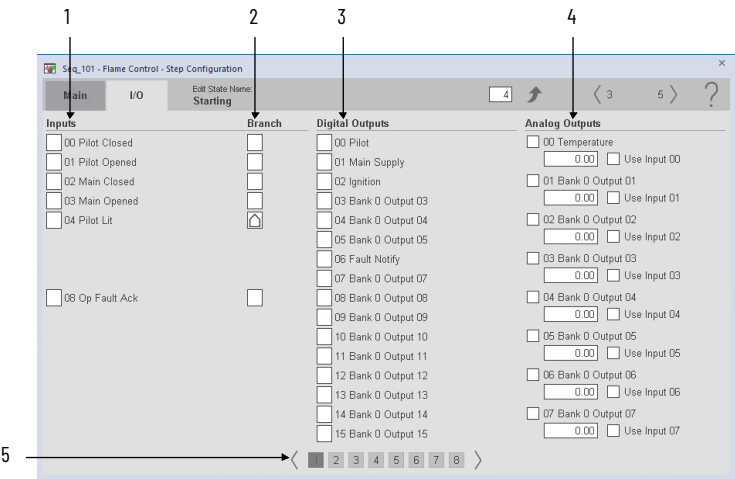 1 2 3 4
Seq_101 - Flame Control - Step Configuration ×
Main I/O Edit State Name: 4 3 5 ?
Starting
Inputs Branch Digital Outputs Analog Outputs
00 Pilot Closed 00 Pilot 00 Temperature
01 Pilot Opened 01 Main Supply 0.00 Use Input 00
02 Main Closed 02 Ignition 01 Bank 0 Output 01
03 Main Opened 03 Bank 0 Output 03 0.00 Use Input 01
04 Pilot Lit 04 Bank 0 Output 04 02 Bank 0 Output 02
05 Bank 0 Output 05 0.00 Use Input 02
06 Fault Notify 03 Bank 0 Output 03
07 Bank 0 Output 07 0.00 Use Input 03
08 Op Fault Ack 08 Bank 0 Output 08 04 Bank 0 Output 04
09 Bank 0 Output 09 0.00 Use Input 04
10 Bank 0 Output 10 05 Bank 0 Output 05
11 Bank 0 Output 11 0.00 Use Input 05
12 Bank 0 Output 12 06 Bank 0 Output 06
13 Bank 0 Output 13 0.00 Use Input 06
14 Bank 0 Output 14 07 Bank 0 Output 07
15 Bank 0 Output 15 0.00 Use Input 07
5 1 2 3 4 5 6 7 8